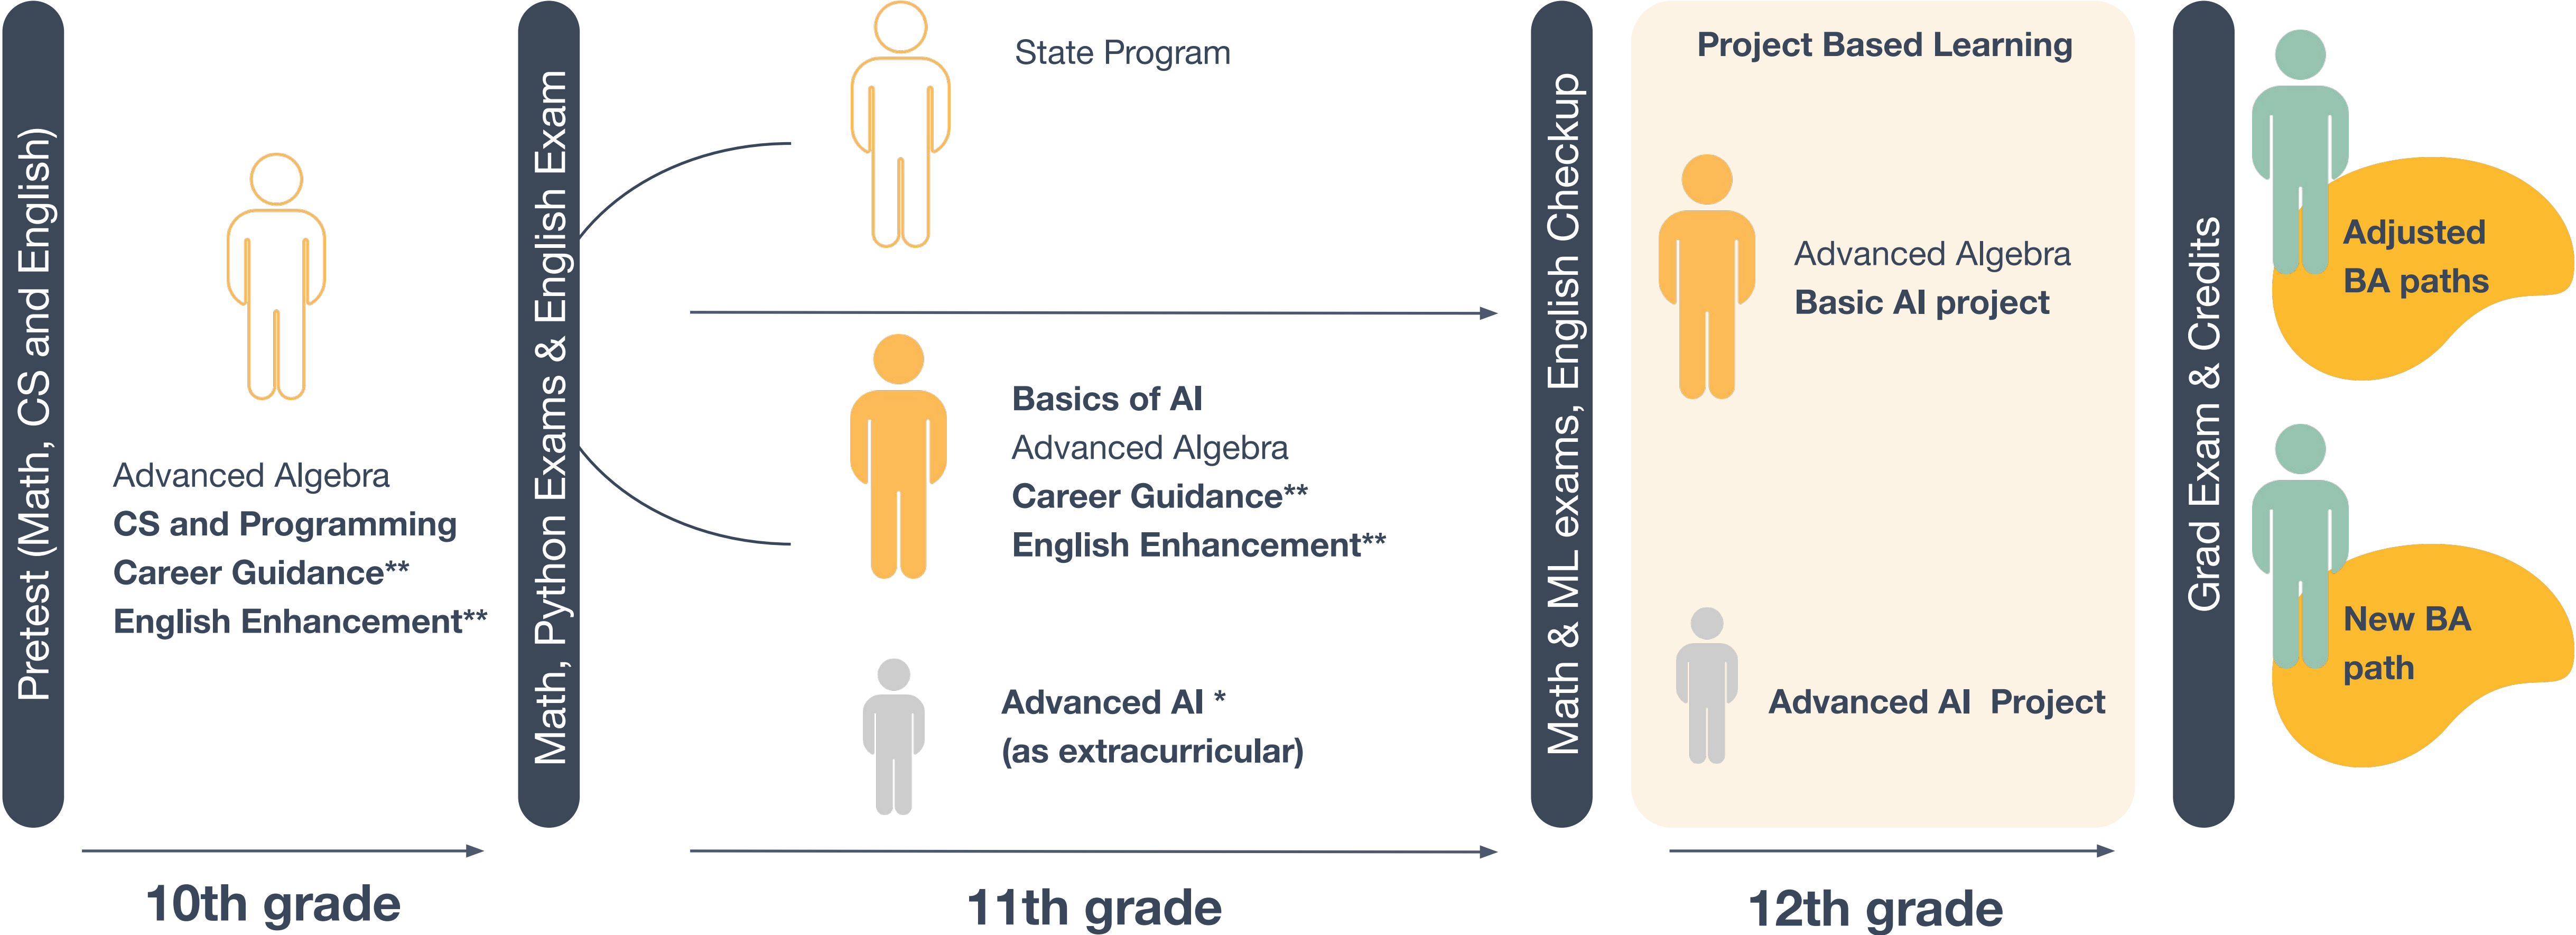 Pretest (Math, CS and English)
Advanced Algebra
CS and Programming
Career Guidance**
English Enhancement**
10th grade
Math, Python Exams & English Exam
State Program
Basics of AI
Advanced Algebra
Career Guidance**
English Enhancement**
Advanced AI *
(as extracurricular)
11th grade
Math & ML exams, English Checkup
Project Based Learning
Advanced Algebra
Basic AI project
Advanced AI Project
12th grade
Grad Exam & Credits
Adjusted
BA paths
New BA
path